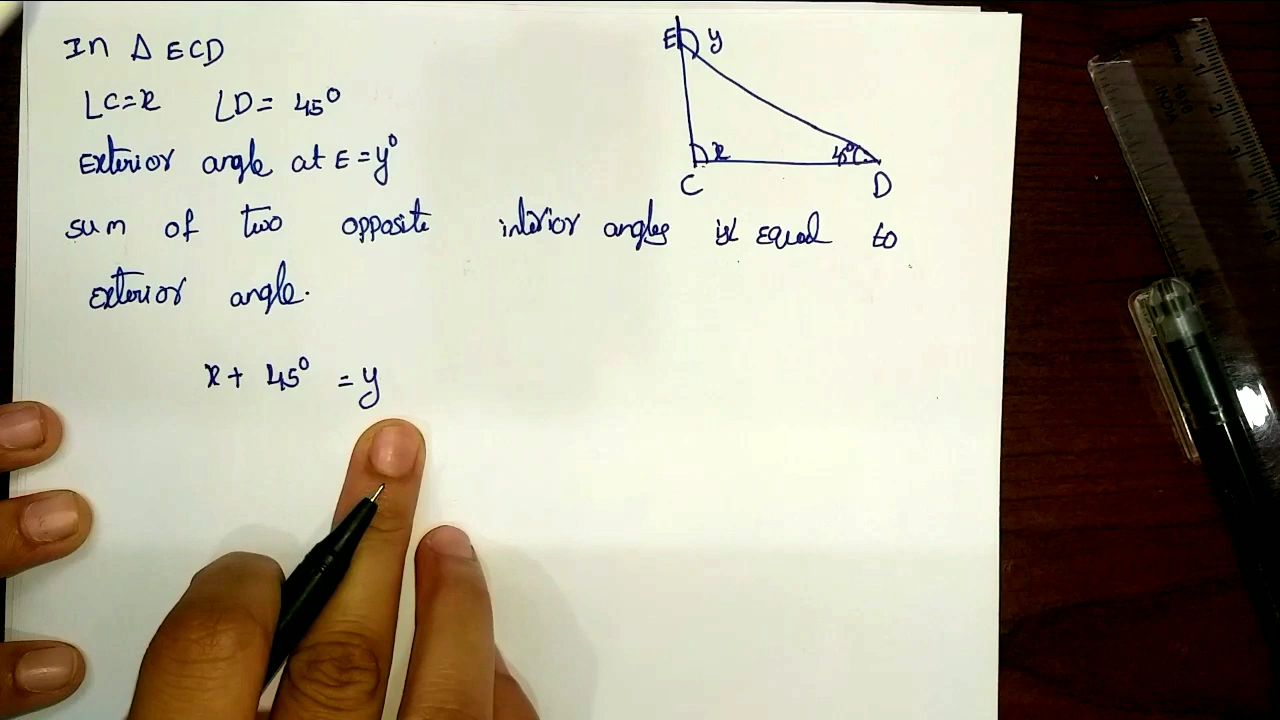 In Δ ECD
∠C=x ∠D= 45°
Exterior angle at E = y°
sum of two opposite interior angles is equal to
exterior angle.
x + 45° = y
E y
x 45°
C D